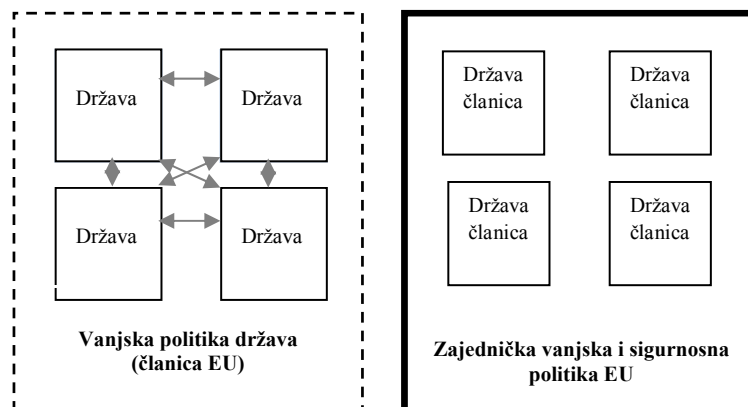 Država
Država
Država
Država
Vanjska politika država
(članica EU)
Država
članica
Država
članica
Država
članica
Država
članica
Zajednička vanjska i sigurnosna
politika EU